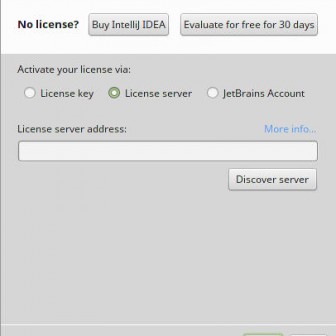 No license? Buy IntelliJ IDEA Evaluate for free for 30 days
Activate your license via:
License key License server JetBrains Account
License server address: More info...
Discover server